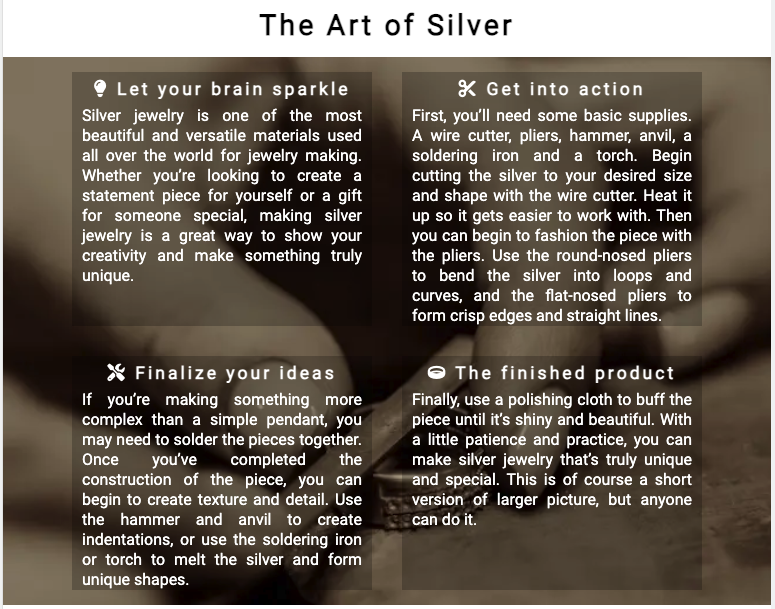 The Art of Silver
Let your brain sparkle
Silver jewelry is one of the most
beautiful and versatile materials used
all over the world for jewelry making.
Whether you're looking to create a
statement piece for yourself or a gift
for someone special, making silver
jewelry is a great way to show your
creativity and make something truly
unique.
Get into action
First, you'll need some basic supplies.
A wire cutter, pliers, hammer, anvil, a
soldering iron and a torch. Begin
cutting the silver to your desired size
and shape with the wire cutter. Heat it
up so it gets easier to work with. Then
you can begin to fashion the piece with
the pliers. Use the round-nosed pliers
to bend the silver into loops and
curves, and the flat-nosed pliers to
form crisp edges and straight lines.
Finalize your ideas
If you're making something more
complex than a simple pendant, you
may need to solder the pieces together.
Once you've completed the
construction of the piece, you can
begin to create texture and detail. Use
the hammer and anvil to create
indentations, or use the soldering iron
or torch to melt the silver and form
unique shapes.
The finished product
Finally, use a polishing cloth to buff the
piece until it's shiny and beautiful. With
a little patience and practice, you can
make silver jewelry that's truly unique
and special. This is of course a short
version of larger picture, but anyone
can do it.